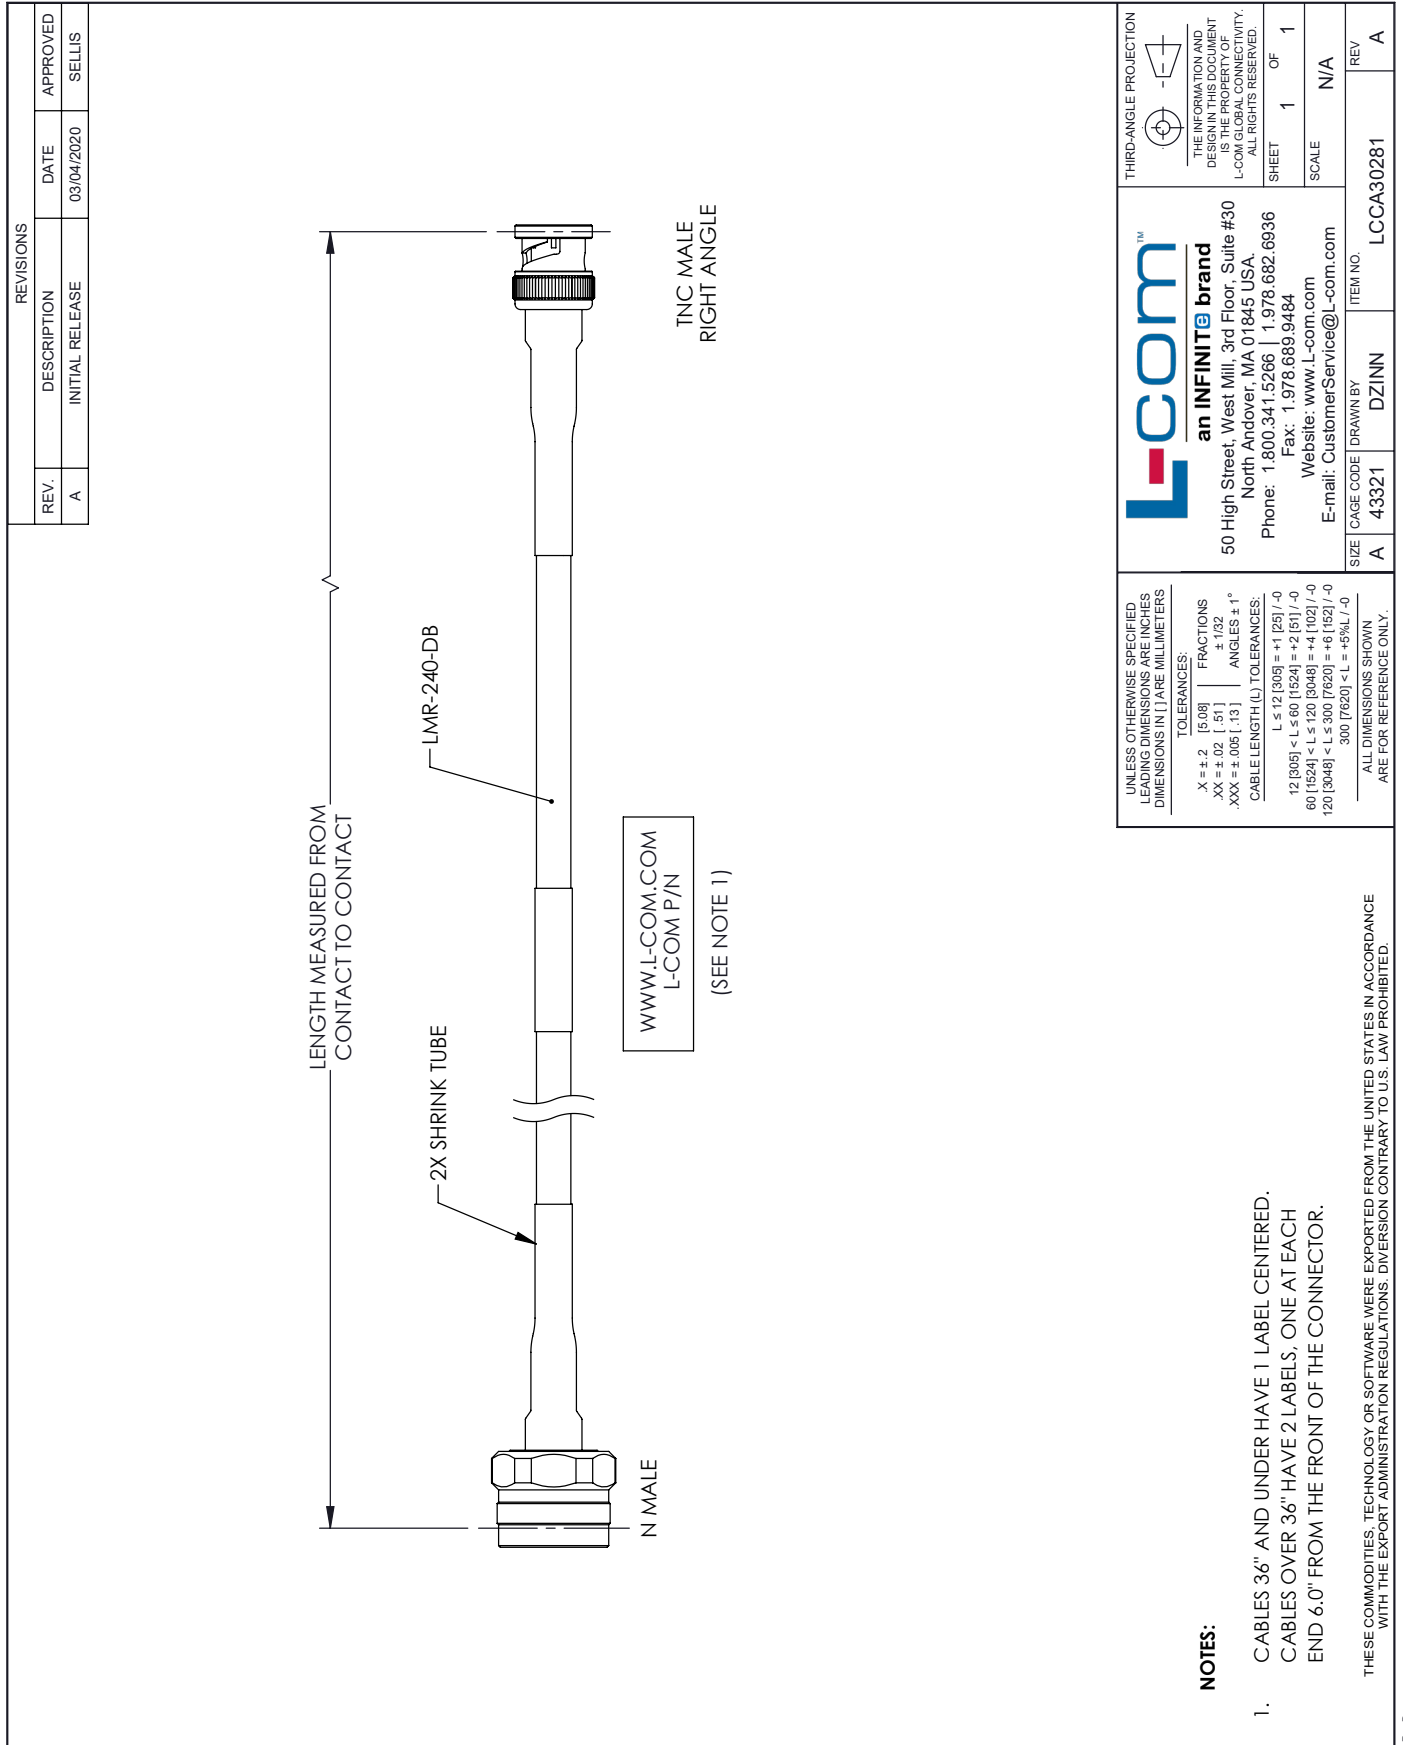 REVISIONS
REV. DESCRIPTION DATE APPROVED
A INITIAL RELEASE 03/04/2020 SELLIS
LENGTH MEASURED FROM
CONTACT TO CONTACT
2X SHRINK TUBE
LMR-240-DB
N MALE
TNC MALE
RIGHT ANGLE
WWW.L-COM.COM
L-COM P/N
(SEE NOTE 1)
NOTES:
1. CABLES 36" AND UNDER HAVE 1 LABEL CENTERED.
CABLES OVER 36" HAVE 2 LABELS, ONE AT EACH
END 6.0" FROM THE FRONT OF THE CONNECTOR.
THESE COMMODITIES, TECHNOLOGY OR SOFTWARE WERE EXPORTED FROM THE UNITED STATES IN ACCORDANCE
WITH THE EXPORT ADMINISTRATION REGULATIONS. DIVERSION CONTRARY TO U.S. LAW PROHIBITED.
UNLESS OTHERWISE SPECIFIED
LEADING DIMENSIONS ARE INCHES
DIMENSIONS IN [ ] ARE MILLIMETERS
TOLERANCES:
.X = ± .2 [5.08] FRACTIONS
.XX = ± .02 [ .51 ] ± 1/32
.XXX = ± .005 [ .13 ] ANGLES ± 1°
CABLE LENGTH (L) TOLERANCES:
L ≤ 12 [305] = +1 [25] / -0
12 [305] < L ≤ 60 [1524] = +2 [51] / -0
60 [1524] < L ≤ 120 [3048] = +4 [102] / -0
120 [3048] < L ≤ 300 [7620] = +6 [152] / -0
300 [7620] < L = +5%L / -0
ALL DIMENSIONS SHOWN
ARE FOR REFERENCE ONLY.
L-com™
an INFINITe brand
50 High Street, West Mill, 3rd Floor, Suite #30
North Andover, MA 01845 USA.
Phone: 1.800.341.5266 | 1.978.682.6936
Fax: 1.978.689.9484
Website: www.L-com.com
E-mail: CustomerService@L-com.com
THIRD-ANGLE PROJECTION
THE INFORMATION AND
DESIGN IN THIS DOCUMENT
IS THE PROPERTY OF
L-COM GLOBAL CONNECTIVITY.
ALL RIGHTS RESERVED.
SHEET 1 OF 1
SCALE N/A
SIZE A
CAGE CODE 43321
DRAWN BY DZINN
ITEM NO. LCCA30281
REV A